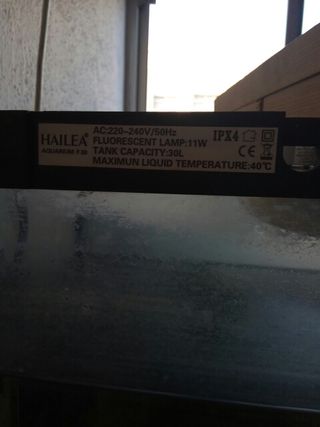 HAILEA
AQUARIUM F30
AC:220-240V/50Hz
FLUORESCENT LAMP:11W
TANK CAPACITY:30L
MAXIMUN LIQUID TEMPERATURE:40℃
IPX4
CE